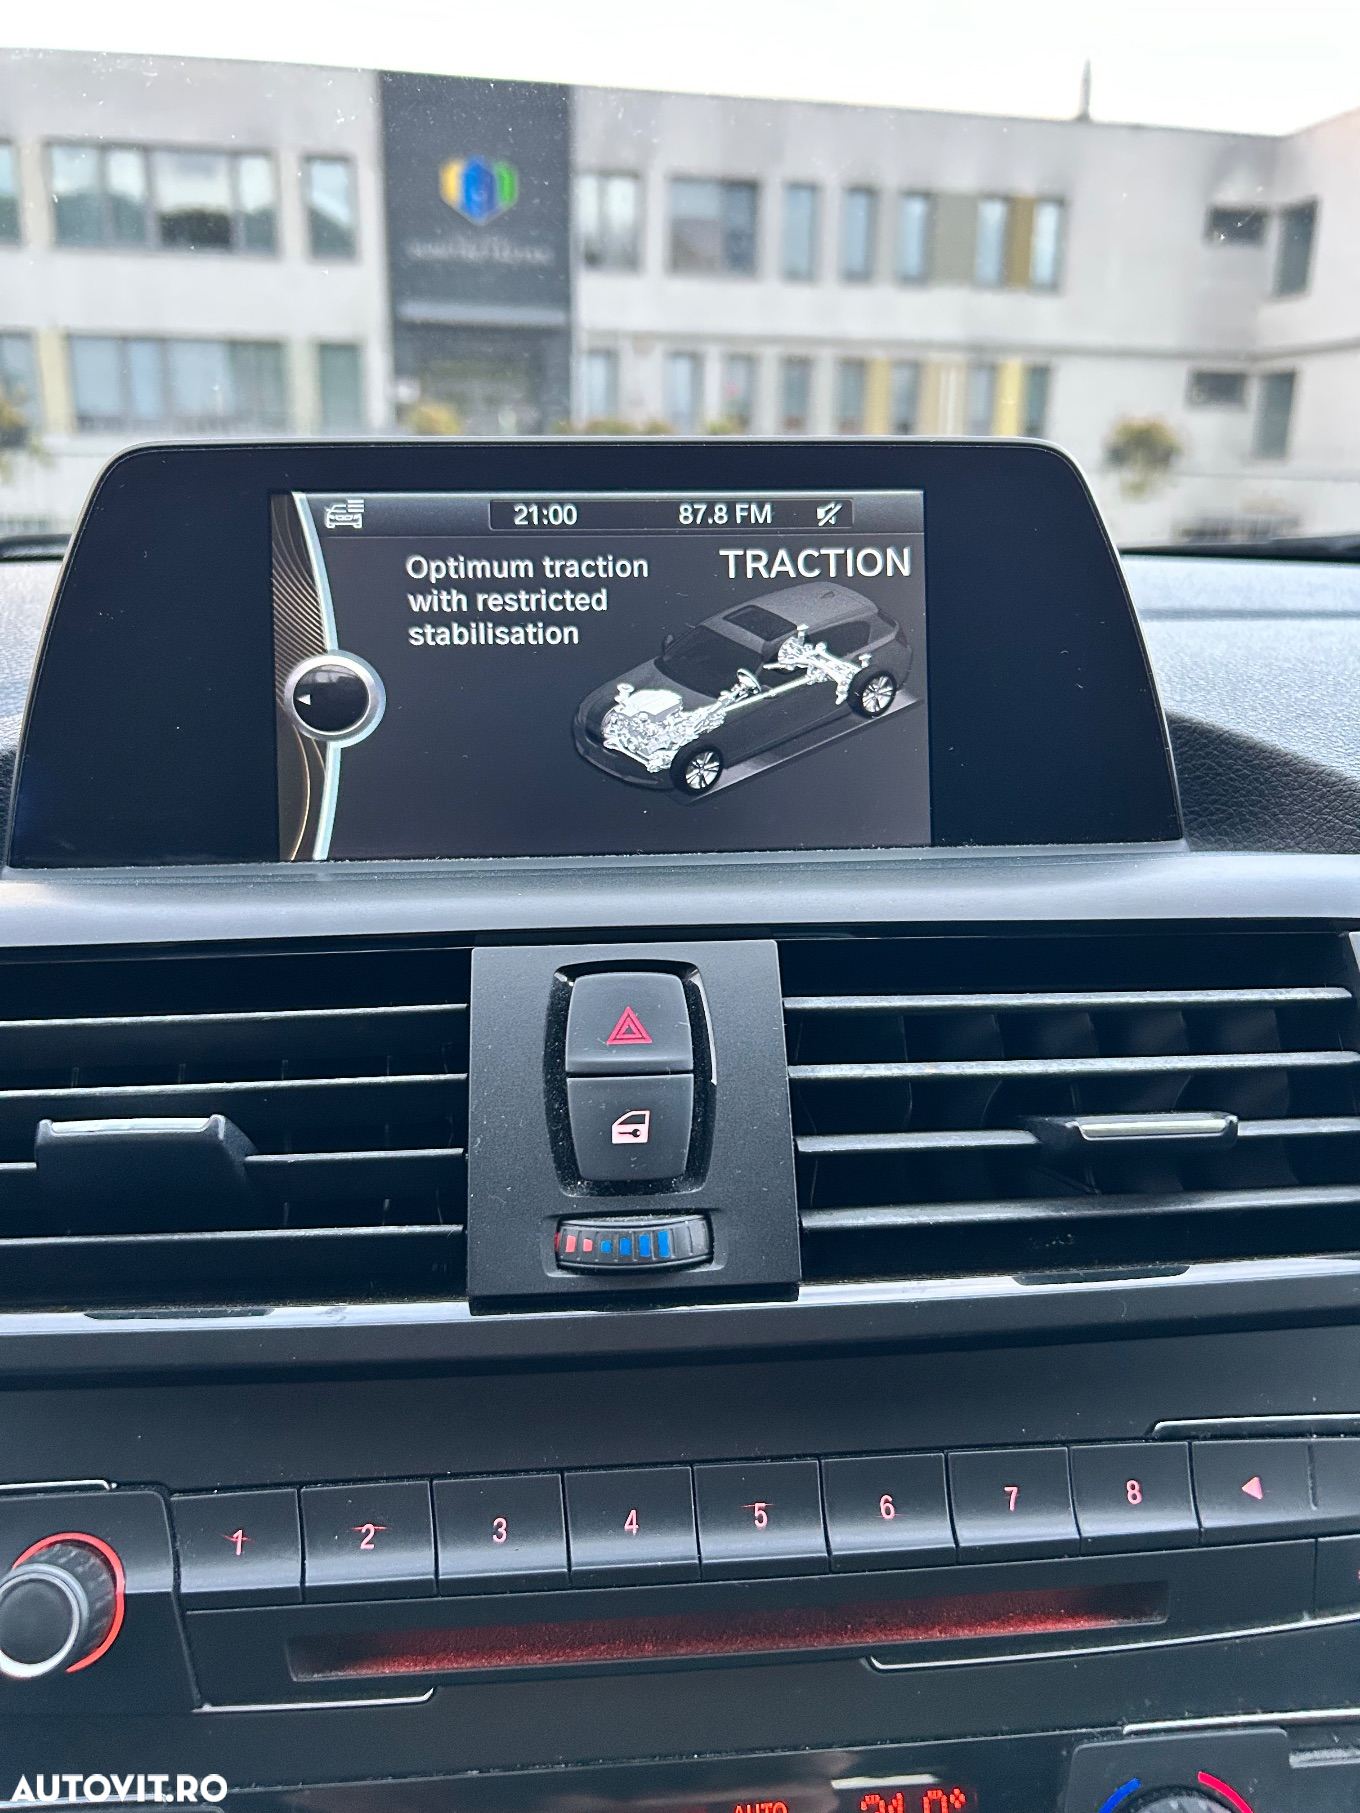 21:00 87.8 FM
TRACTION
Optimum traction
with restricted
stabilisation
1 2 3 4 5 6 7 8
AUTO
AUTOVIT.RO